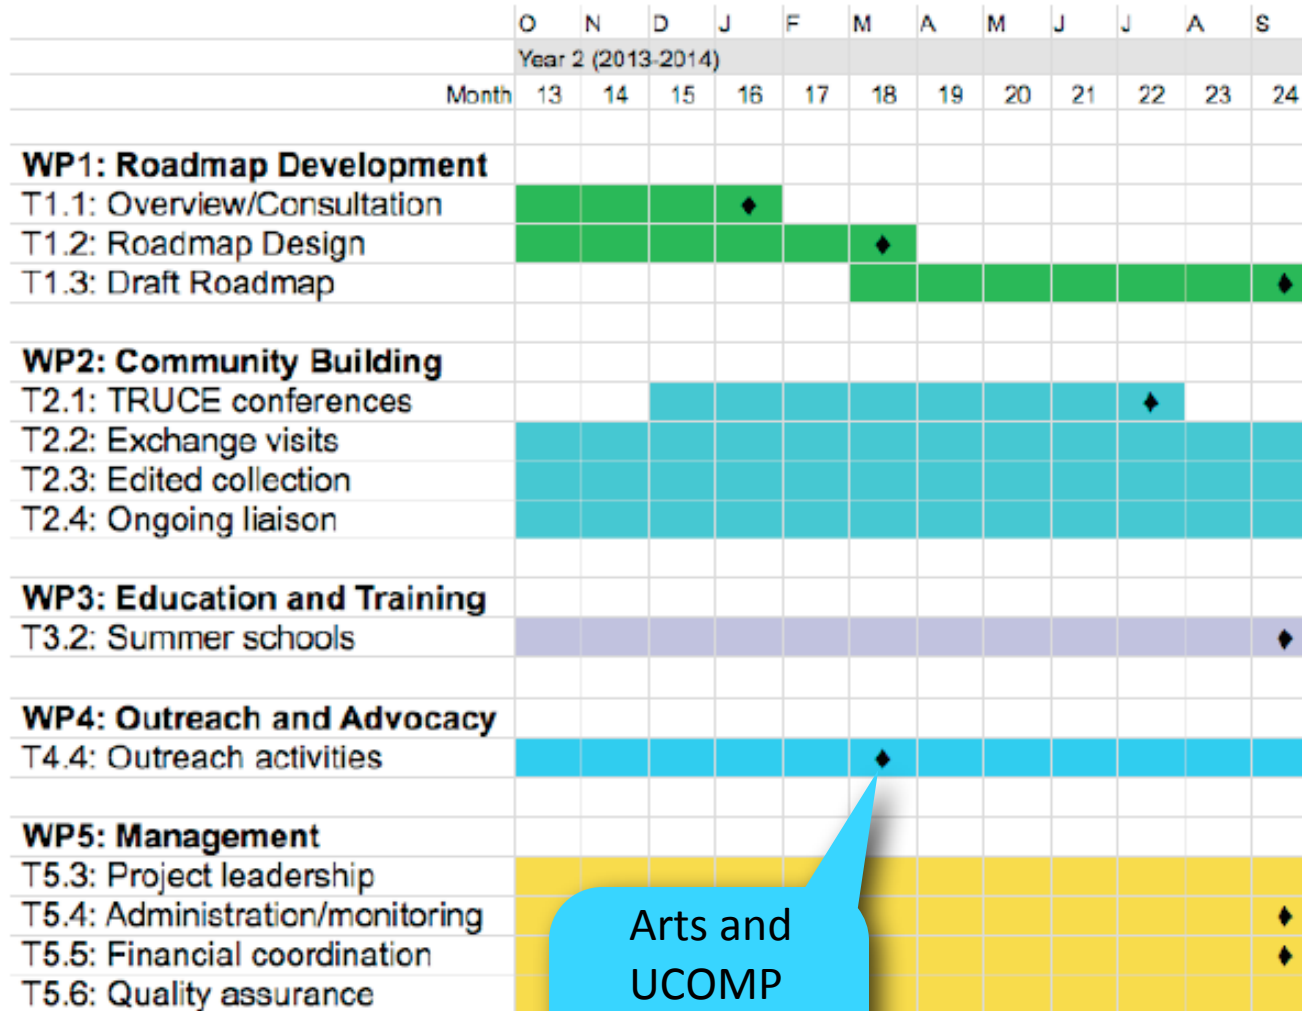 O N D J F M A M J J A S
Year 2 (2013-2014)
Month 13 14 15 16 17 18 19 20 21 22 23 24
WP1: Roadmap Development
T1.1: Overview/Consultation
T1.2: Roadmap Design
T1.3: Draft Roadmap
WP2: Community Building
T2.1: TRUCE conferences
T2.2: Exchange visits
T2.3: Edited collection
T2.4: Ongoing liaison
WP3: Education and Training
T3.2: Summer schools
WP4: Outreach and Advocacy
T4.4: Outreach activities
WP5: Management
T5.3: Project leadership
T5.4: Administration/monitoring
T5.5: Financial coordination
T5.6: Quality assurance
Arts and
UCOMP